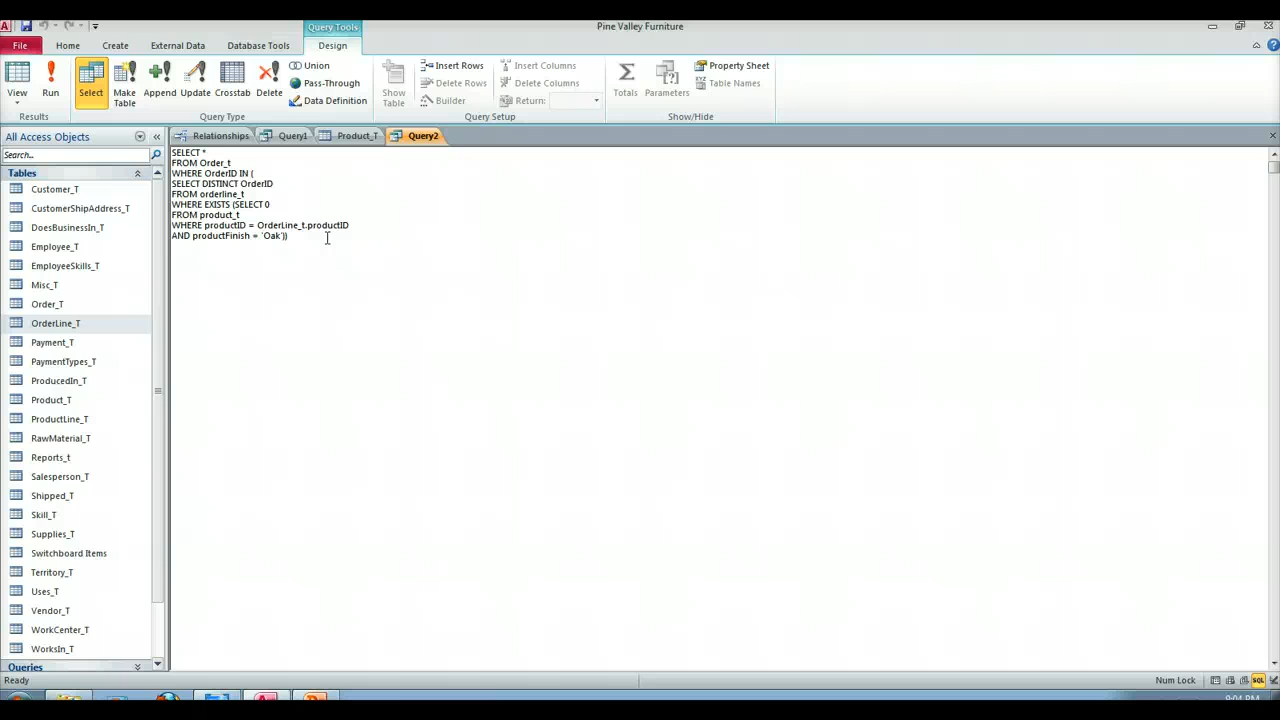 Query Tools
Pine Valley Furniture
File Home Create External Data Database Tools Design
View
Run
Select
Make Table
Append
Update
Crosstab
Delete
Union
Pass-Through
Data Definition
Show Table
Insert Rows
Delete Rows
Builder
Insert Columns
Delete Columns
Return:
Totals
Parameters
Property Sheet
Table Names
Results Query Type Query Setup Show/Hide
All Access Objects
Relationships Query1 Product_T Query2
Search...
Tables
Customer_T
CustomerShipAddress_T
DoesBusinessIn_T
Employee_T
EmployeeSkills_T
Misc_T
Order_T
OrderLine_T
Payment_T
PaymentTypes_T
ProducedIn_T
Product_T
ProductLine_T
RawMaterial_T
Reports_t
Salesperson_T
Shipped_T
Skill_T
Supplies_T
Switchboard Items
Territory_T
Uses_T
Vendor_T
WorkCenter_T
WorksIn_T
Queries
SELECT *
FROM Order_t
WHERE OrderID IN (
SELECT DISTINCT OrderID
FROM orderline_t
WHERE EXISTS (SELECT 0
FROM product_t
WHERE productID = OrderLine_t.productID
AND productFinish = 'Oak'))
Ready
Num Lock
SQL
9:04 PM